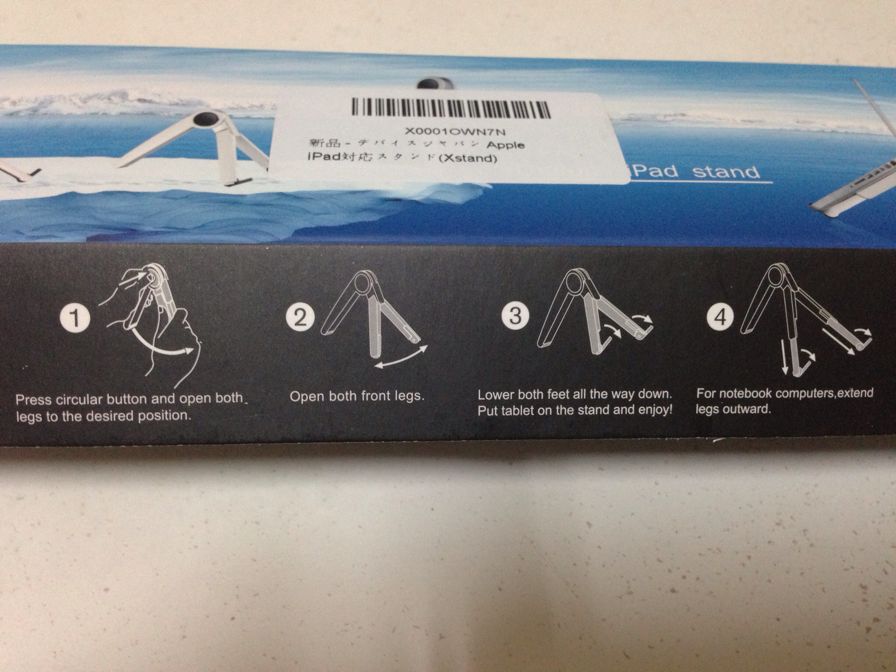 X0001OWN7N
新品 - デバイスジャパン Apple
iPad対応スタンド(Xstand)
iPad stand
1
Press circular button and open both
legs to the desired position.
2
Open both front legs.
3
Lower both feet all the way down.
Put tablet on the stand and enjoy!
4
For notebook computers,extend
legs outward.